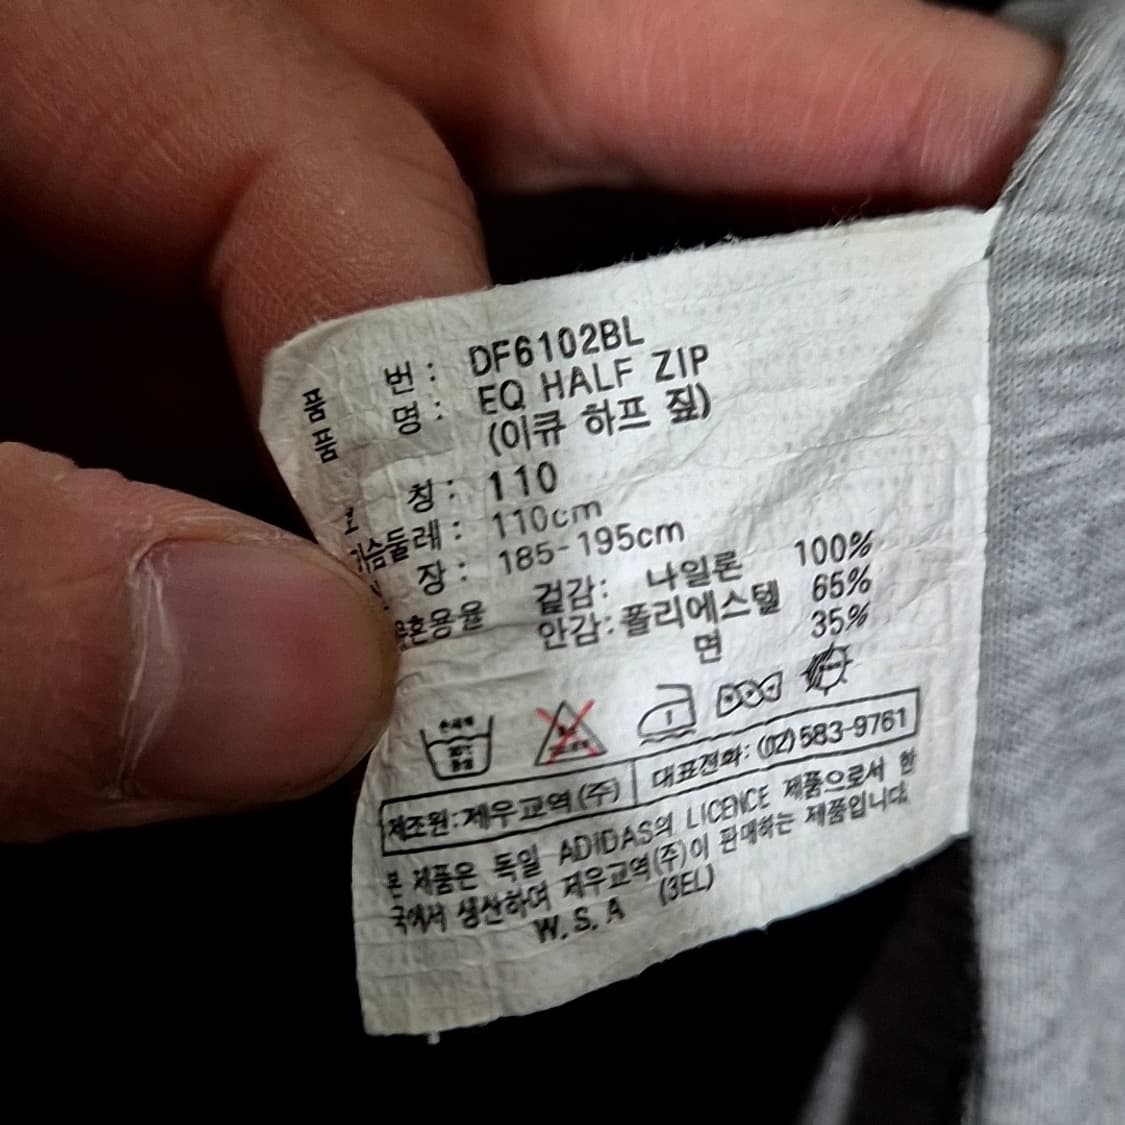 품 번 : DF6102BL
품 명 : EQ HALF ZIP
(이큐 하프 짚)
호 칭 : 110
가슴둘레 : 110cm
장 : 185-195cm
혼용율 겉감: 나일론 100%
안감: 폴리에스텔 65%
면 35%
제조원: 제우교역(주) 대표전화: (02)583-9761
본 제품은 독일 ADIDAS의 LICENCE 제품으로서 한
국에서 생산하여 제우교역(주)이 판매하는 제품입니다.
W.S.A (3EL)